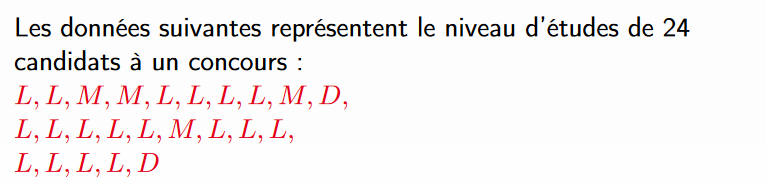 Les données suivantes représentent le niveau d'études de 24
candidats à un concours :
L, L, M, M, L, L, L, L, M, D,
L, L, L, L, L, M, L, L, L,
L, L, L, L, D